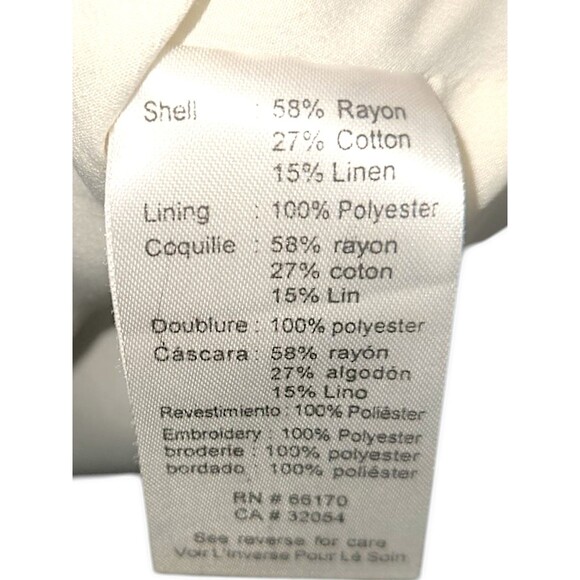 Shell : 58% Rayon
27% Cotton
15% Linen
Lining : 100% Polyester
Coquilie : 58% rayon
27% coton
15% Lin
Doublure : 100% polyester
Cáscara : 58% rayón
27% algodón
15% Lino
Revestimiento : 100% Poliéster
Embroidery : 100% Polyester
broderie : 100% polyester
bordado : 100% poliéster
RN # 66170
CA # 32054
See reverse for care
Voir L'inverse Pour Le Soin